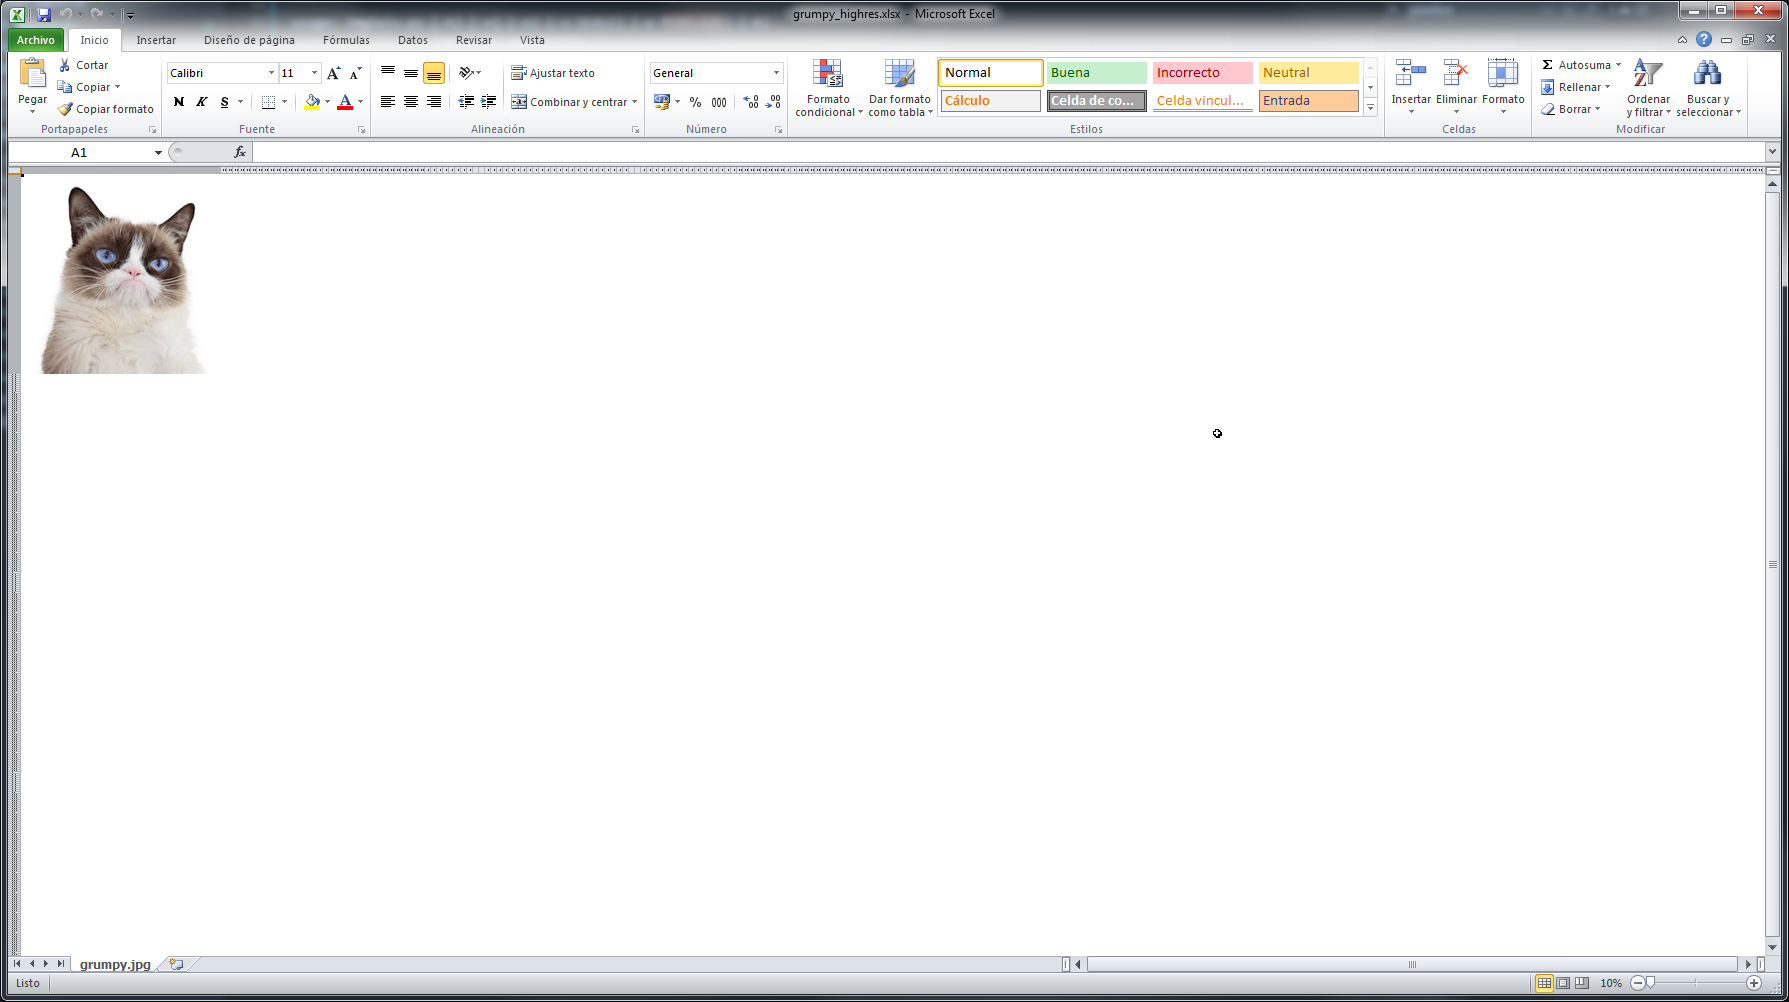 grumpy_highres.xlsx - Microsoft Excel
Archivo Inicio Insertar Diseño de página Fórmulas Datos Revisar Vista
Pegar
Cortar
Copiar
Copiar formato
Portapapeles
Calibri 11
N K S
Fuente
Ajustar texto
Combinar y centrar
Alineación
General
% 000
Número
Formato condicional
Dar formato como tabla
Normal Buena Incorrecto Neutral
Cálculo Celda de co... Celda vincul... Entrada
Estilos
Insertar Eliminar Formato
Celdas
Autosuma
Rellenar
Borrar
Ordenar y filtrar
Buscar y seleccionar
Modificar
A1 fx
grumpy.jpg
Listo 10%